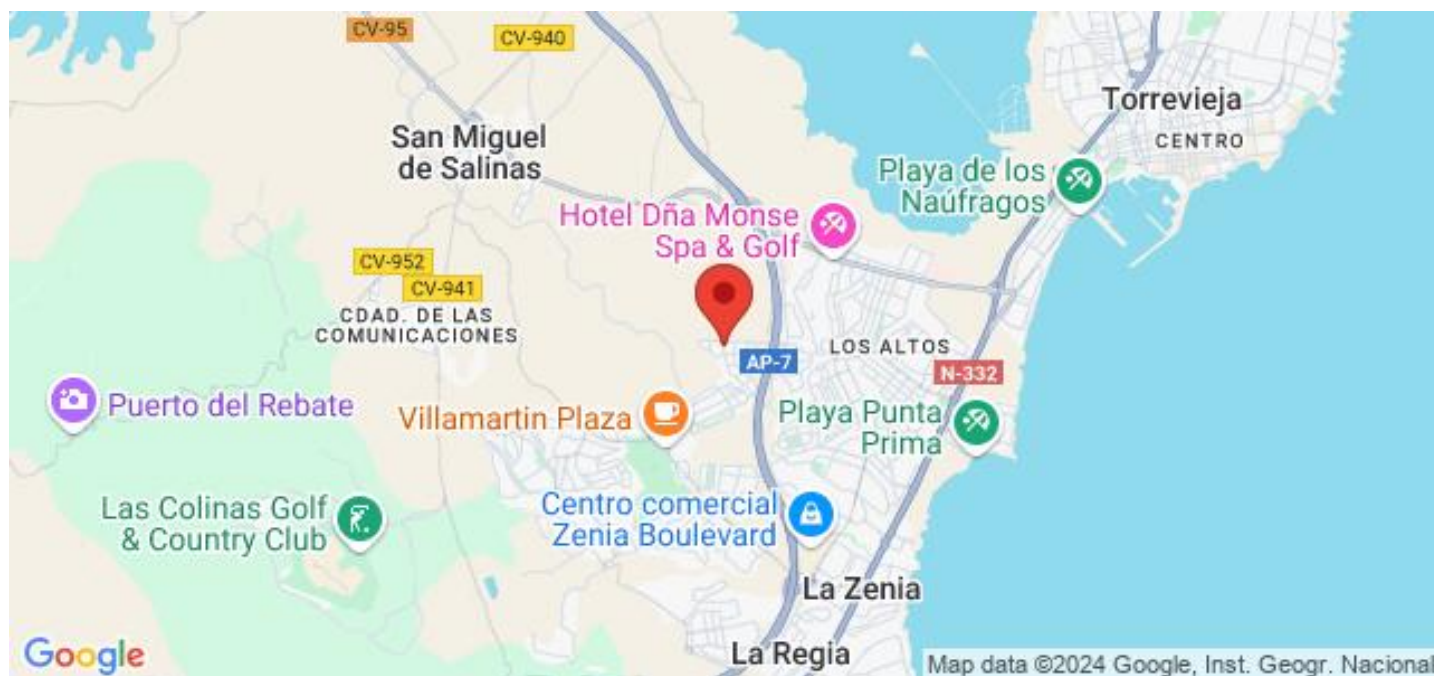 CV-95
CV-940
Torrevieja
CENTRO
San Miguel
de Salinas
Playa de los
Naúfragos
Hotel Dña Monse
Spa & Golf
CV-952
CV-941
CDAD. DE LAS
COMUNICACIONES
AP-7
LOS ALTOS
N-332
Puerto del Rebate
Villamartin Plaza
Playa Punta
Prima
Las Colinas Golf
& Country Club
Centro comercial
Zenia Boulevard
La Zenia
La Regia
Google
Map data ©2024 Google, Inst. Geogr. Nacional